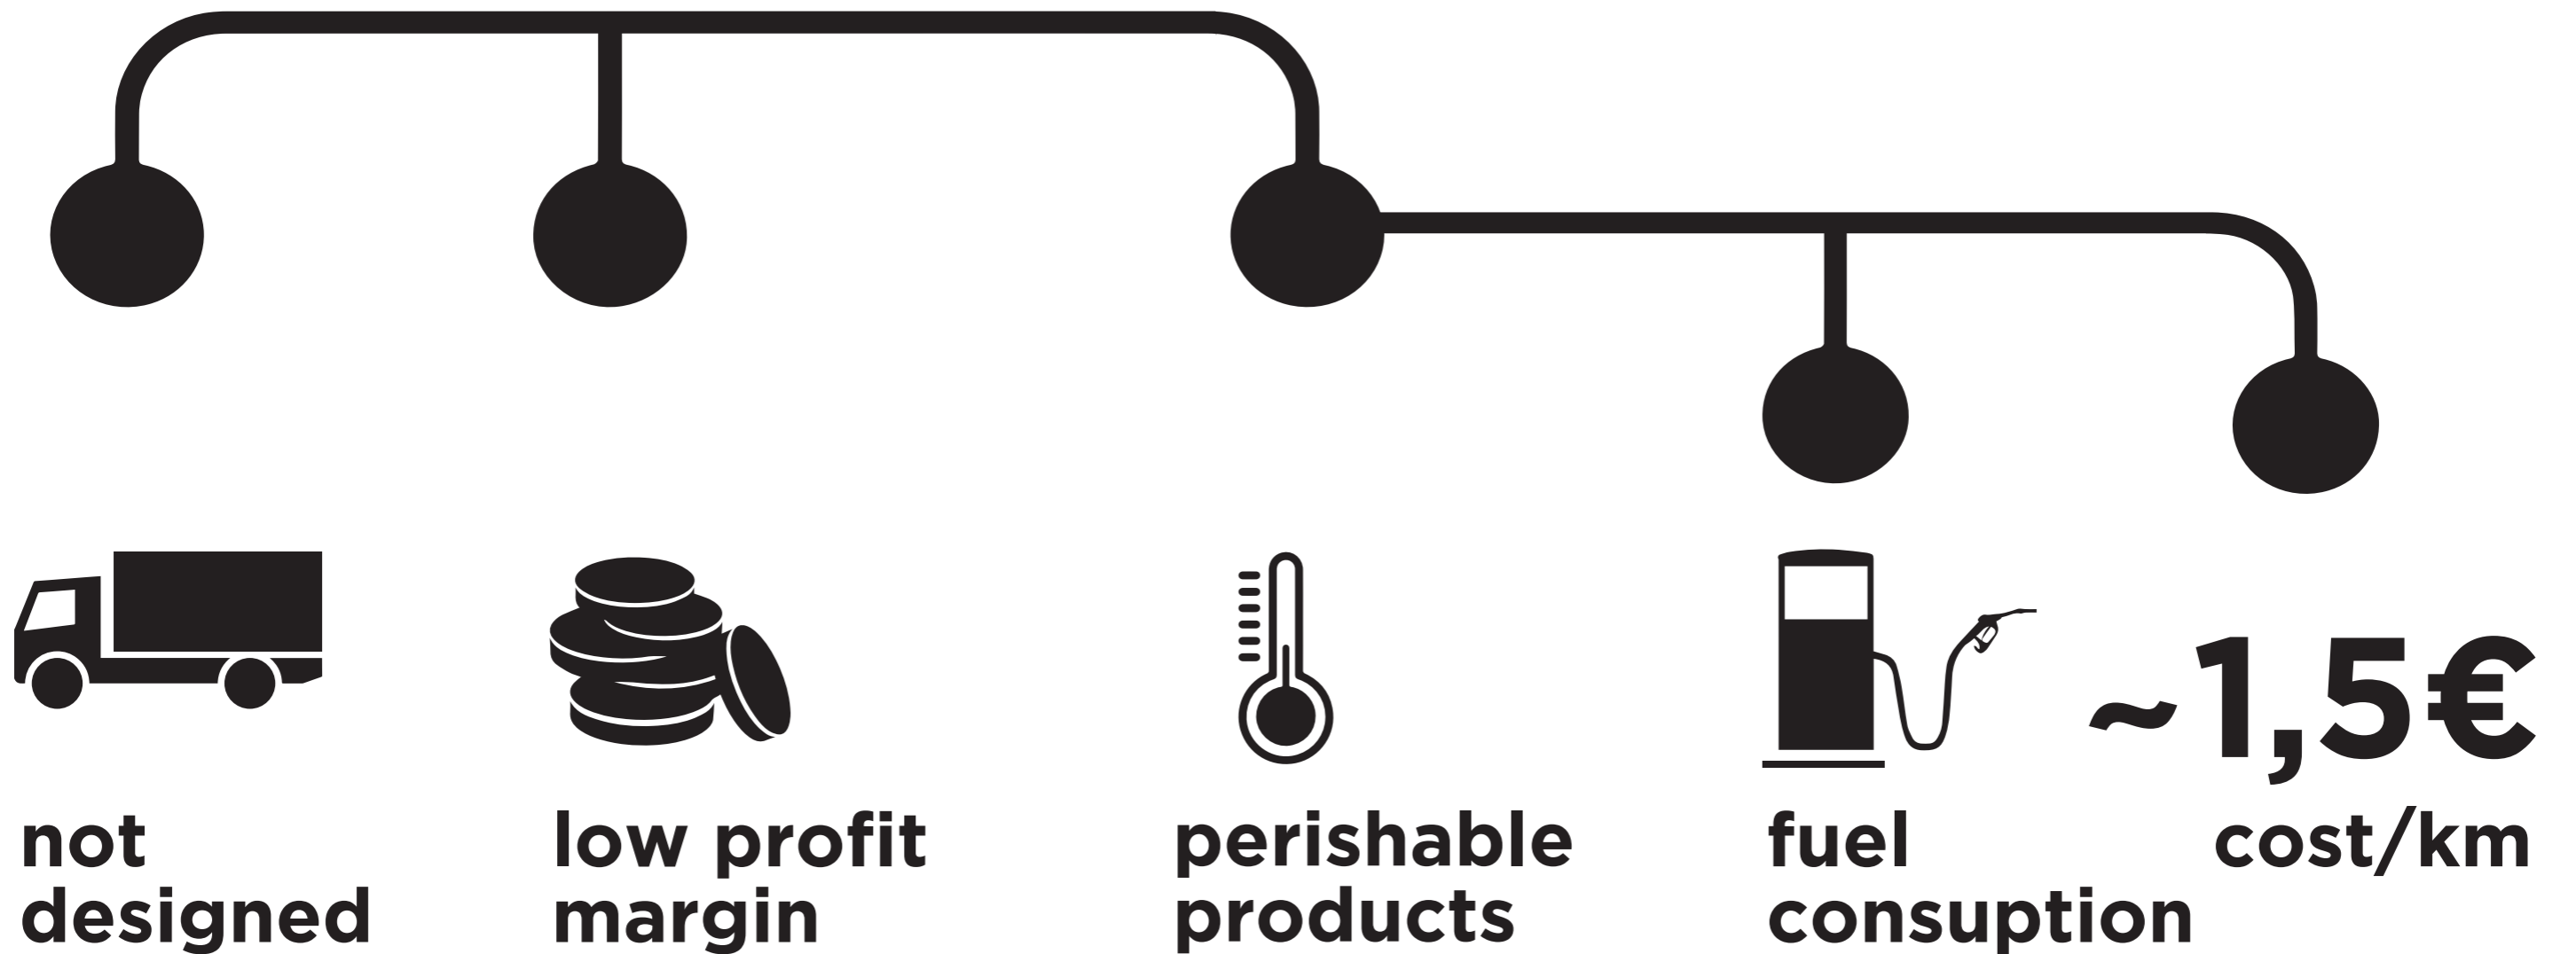 ~1,5€
not
designed
low profit
margin
perishable
products
fuel
consuption
cost/km